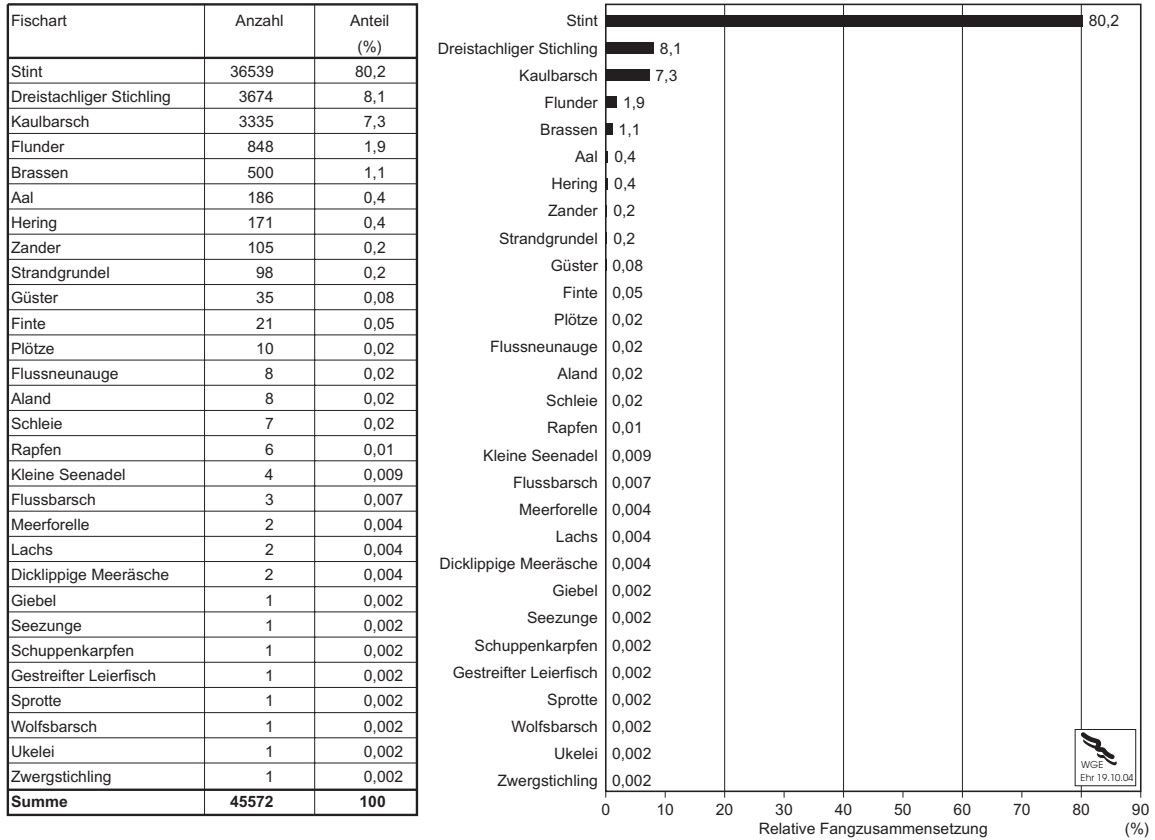 Fischart Anzahl Anteil
(%)
Stint 36539 80,2
Dreistachliger Stichling 3674 8,1
Kaulbarsch 3335 7,3
Flunder 848 1,9
Brassen 500 1,1
Aal 186 0,4
Hering 171 0,4
Zander 105 0,2
Strandgrundel 98 0,2
Güster 35 0,08
Finte 21 0,05
Plötze 10 0,02
Flussneunauge 8 0,02
Aland 8 0,02
Schleie 7 0,02
Rapfen 6 0,01
Kleine Seenadel 4 0,009
Flussbarsch 3 0,007
Meerforelle 2 0,004
Lachs 2 0,004
Dicklippige Meeräsche 2 0,004
Giebel 1 0,002
Seezunge 1 0,002
Schuppenkarpfen 1 0,002
Gestreifter Leierfisch 1 0,002
Sprotte 1 0,002
Wolfsbarsch 1 0,002
Ukelei 1 0,002
Zwergstichling 1 0,002
Summe 45572 100
Stint 80,2
Dreistachliger Stichling 8,1
Kaulbarsch 7,3
Flunder 1,9
Brassen 1,1
Aal 0,4
Hering 0,4
Zander 0,2
Strandgrundel 0,2
Güster 0,08
Finte 0,05
Plötze 0,02
Flussneunauge 0,02
Aland 0,02
Schleie 0,02
Rapfen 0,01
Kleine Seenadel 0,009
Flussbarsch 0,007
Meerforelle 0,004
Lachs 0,004
Dicklippige Meeräsche 0,004
Giebel 0,002
Seezunge 0,002
Schuppenkarpfen 0,002
Gestreifter Leierfisch 0,002
Sprotte 0,002
Wolfsbarsch 0,002
Ukelei 0,002
Zwergstichling 0,002
WGE
Ehr 19.10.04
0 10 20 30 40 50 60 70 80 90
Relative Fangzusammensetzung (%)